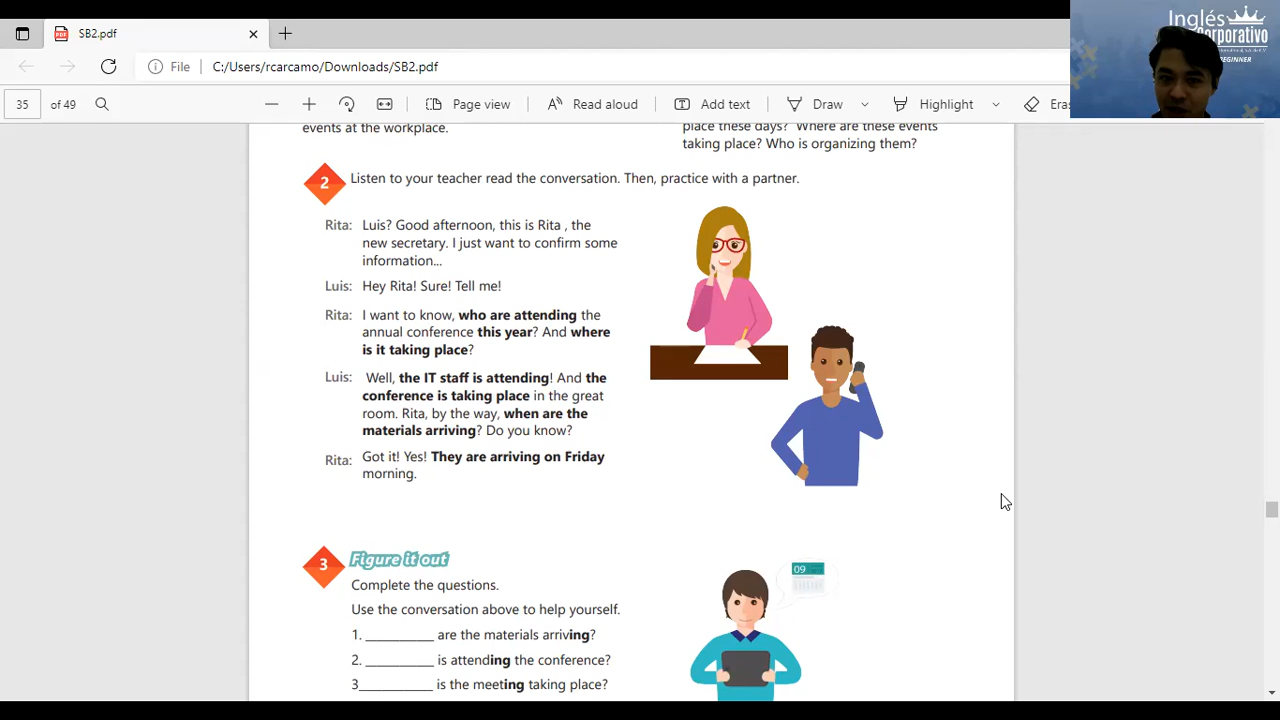 SB2.pdf
File
C:/Users/rcarcamo/Downloads/SB2.pdf
Inglés
Corporativo
BEGINNER
35
of 49
Page view
Read aloud
Add text
Draw
Highlight
events at the workplace.
place these days? Where are these events
taking place? Who is organizing them?
2
Listen to your teacher read the conversation. Then, practice with a partner.
Rita: Luis? Good afternoon, this is Rita , the
new secretary. I just want to confirm some
information...
Luis: Hey Rita! Sure! Tell me!
Rita: I want to know, who are attending the
annual conference this year? And where
is it taking place?
Luis: Well, the IT staff is attending! And the
conference is taking place in the great
room. Rita, by the way, when are the
materials arriving? Do you know?
Rita: Got it! Yes! They are arriving on Friday
morning.
3
Figure it out
09
Complete the questions.
Use the conversation above to help yourself.
1. __________ are the materials arriving?
2. __________ is attending the conference?
3___________ is the meeting taking place?